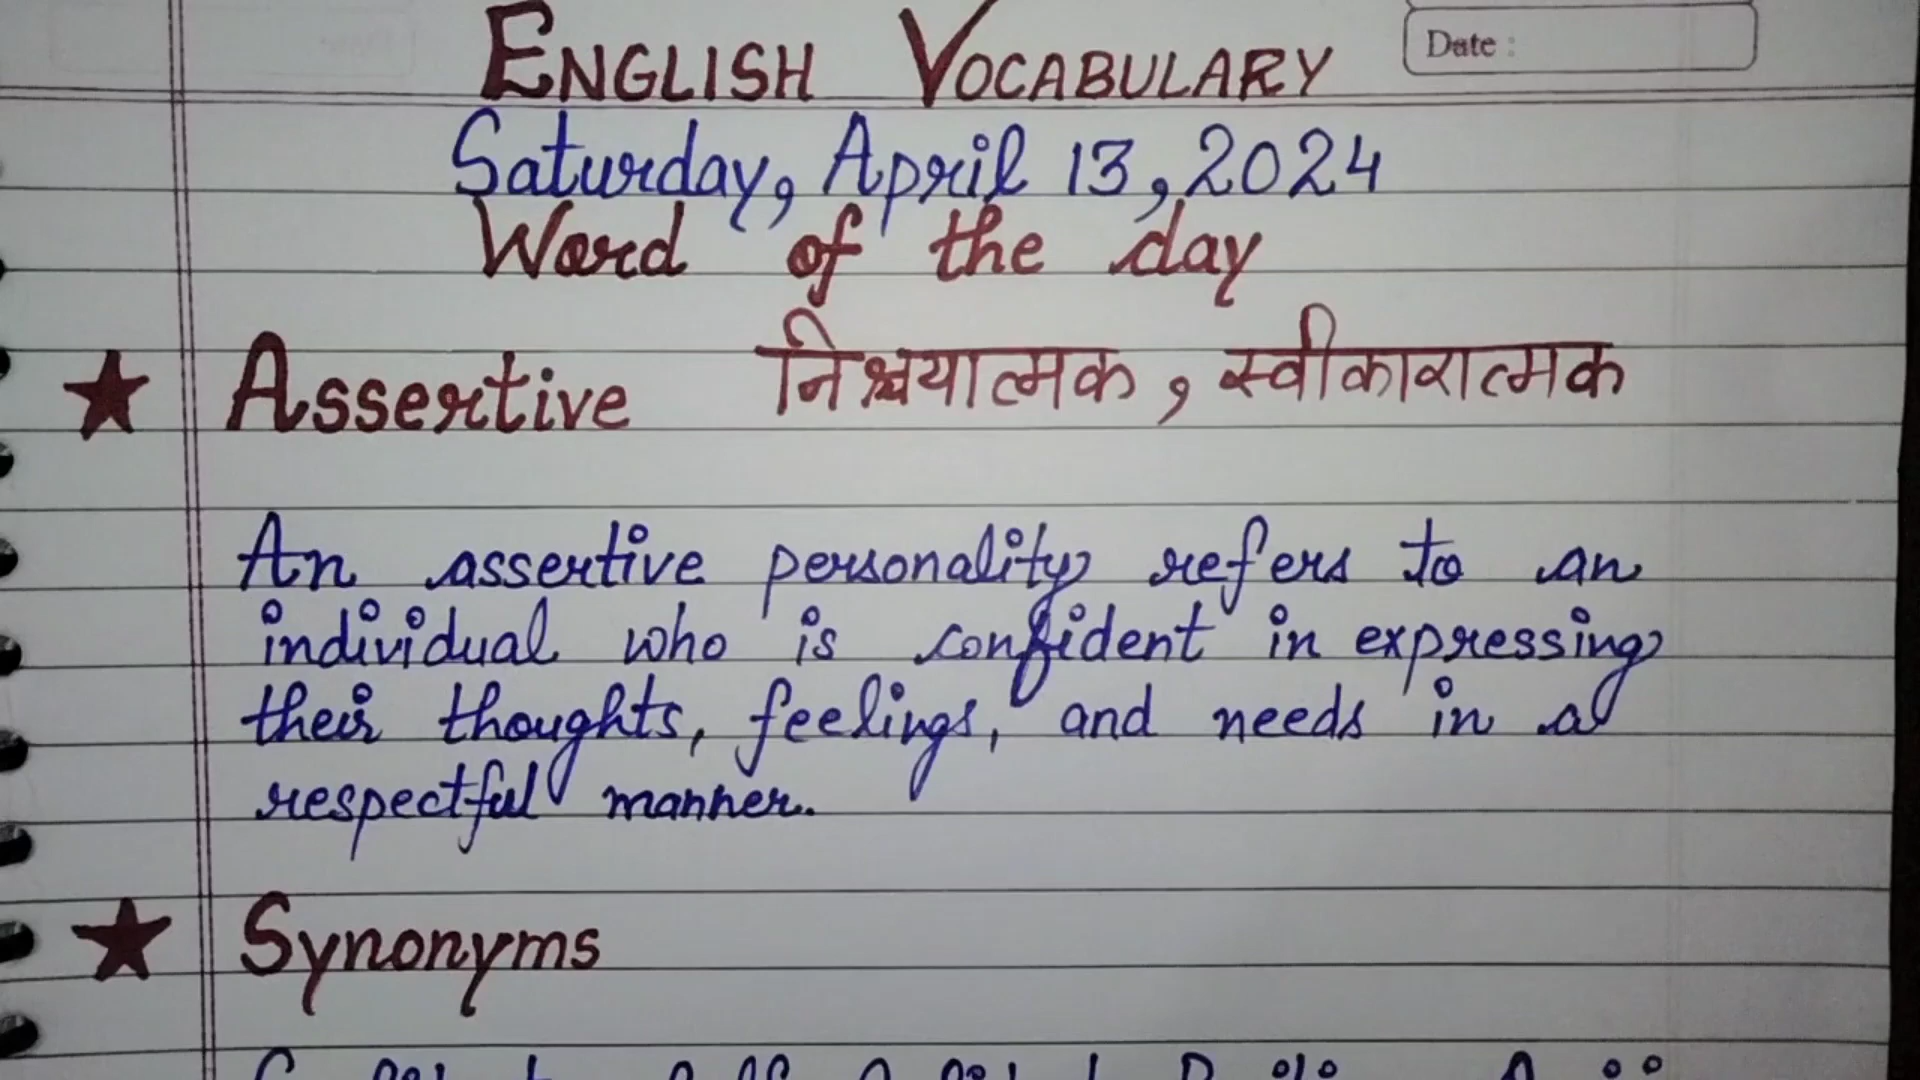 Date :
ENGLISH VOCABULARY
Saturday, April 13, 2024
Word of the day
★ Assertive निश्चयात्मक, स्वीकारात्मक
An assertive personality refers to an
individual who is confident in expressing
their thoughts, feelings, and needs in a
respectful manner.
★ Synonyms